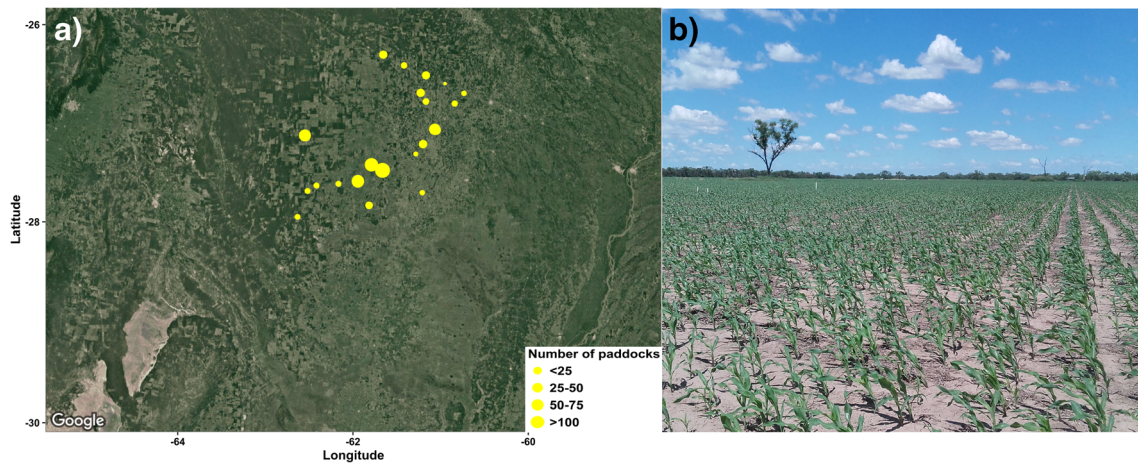 a)
b)
-26
-28
-30
Latitude
-64
-62
-60
Longitude
Google
Number of paddocks
<25
25-50
50-75
>100